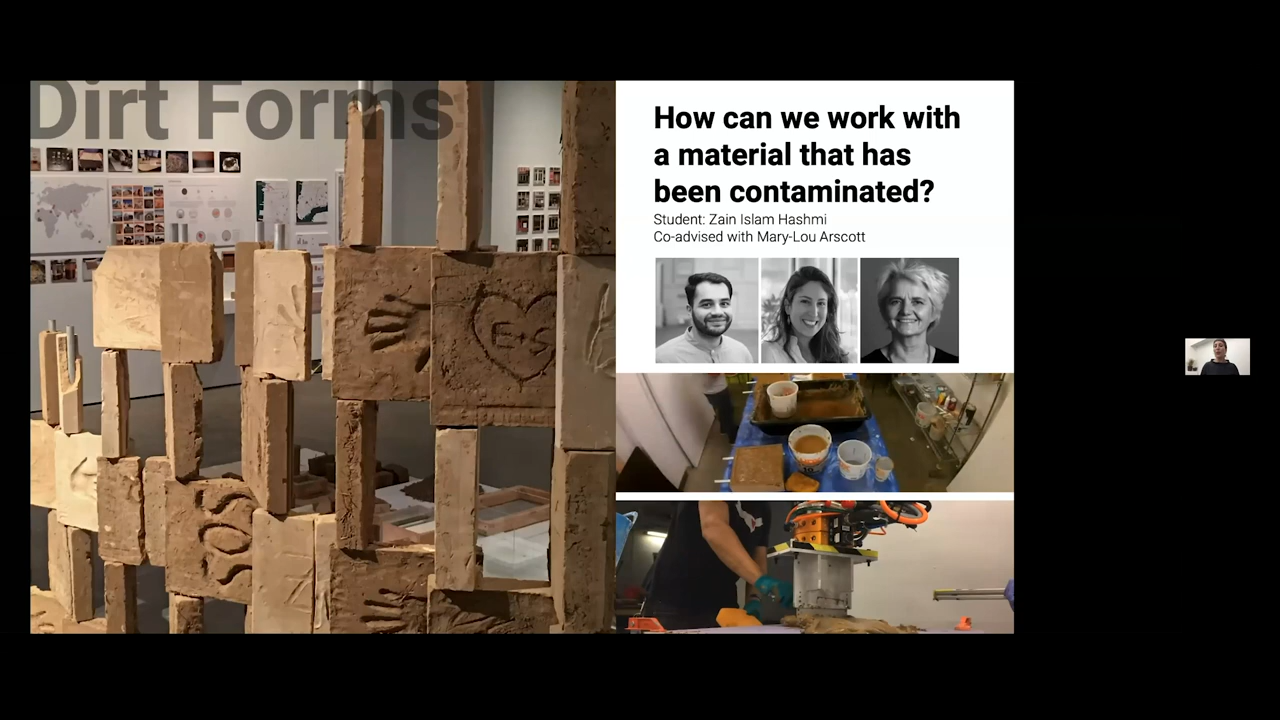 Dirt Forms
How can we work with
a material that has
been contaminated?
Student: Zain Islam Hashmi
Co-advised with Mary-Lou Arscott
E+S